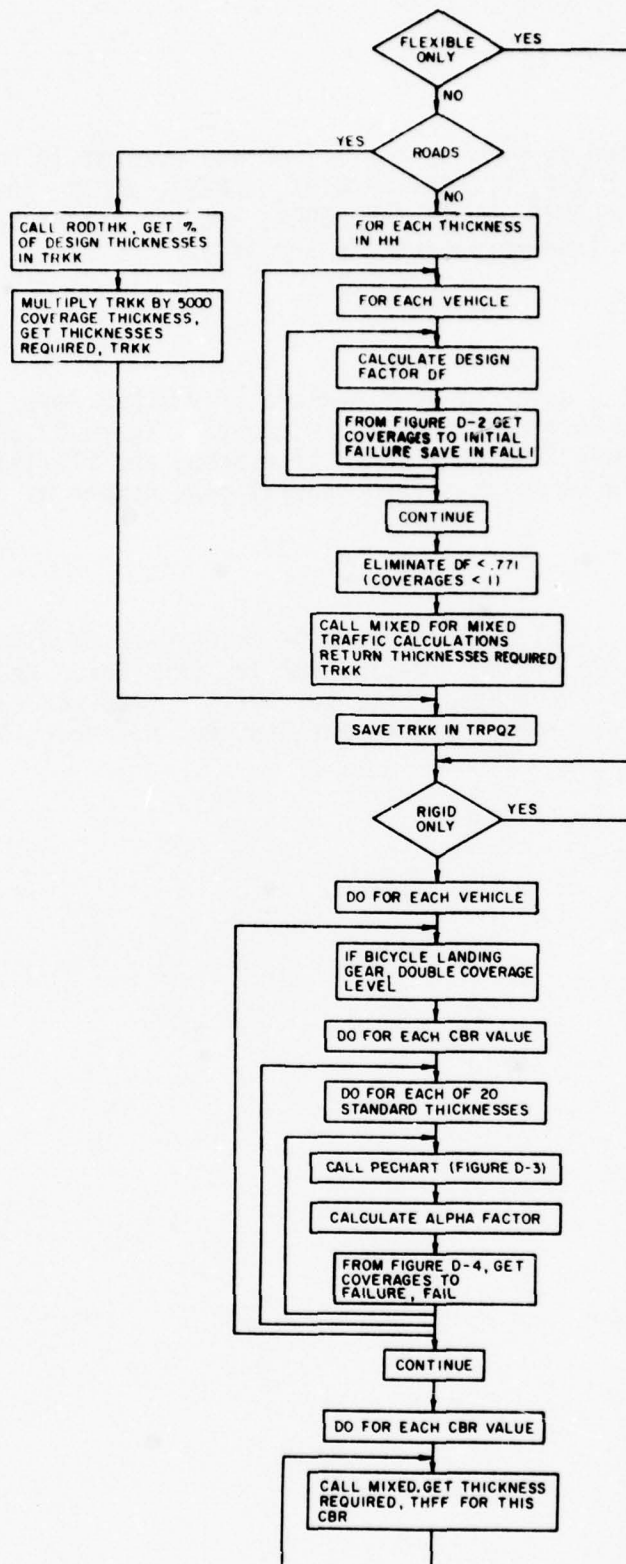 FLEXIBLE
ONLY
YES
NO
YES
ROADS
NO
CALL RODTHK, GET %
OF DESIGN THICKNESSES
IN TRKK
MULTIPLY TRKK BY 5000
COVERAGE THICKNESS,
GET THICKNESSES
REQUIRED, TRKK
FOR EACH THICKNESS
IN HH
FOR EACH VEHICLE
CALCULATE DESIGN
FACTOR DF
FROM FIGURE D-2 GET
COVERAGES TO INITIAL
FAILURE SAVE IN FALL1
CONTINUE
ELIMINATE DF < .771
(COVERAGES < 1)
CALL MIXED FOR MIXED
TRAFFIC CALCULATIONS
RETURN THICKNESSES REQUIRED
TRKK
SAVE TRKK IN TRPQZ
RIGID
ONLY
YES
DO FOR EACH VEHICLE
IF BICYCLE LANDING
GEAR, DOUBLE COVERAGE
LEVEL
DO FOR EACH CBR VALUE
DO FOR EACH OF 20
STANDARD THICKNESSES
CALL PECHART (FIGURE D-3)
CALCULATE ALPHA FACTOR
FROM FIGURE D-4, GET
COVERAGES TO
FAILURE, FAIL
CONTINUE
DO FOR EACH CBR VALUE
CALL MIXED. GET THICKNESS
REQUIRED, THFF FOR THIS
CBR